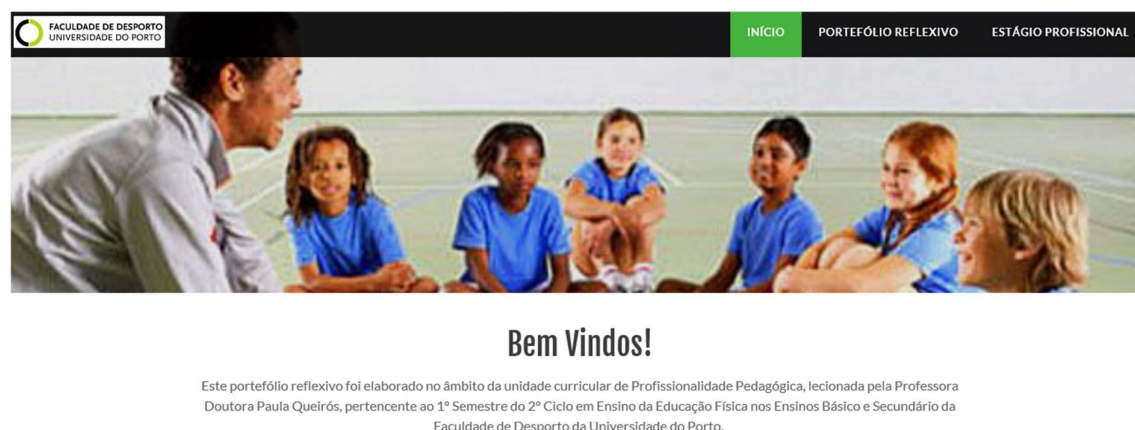 FACULDADE DE DESPORTO
UNIVERSIDADE DO PORTO
INÍCIO PORTEFÓLIO REFLEXIVO ESTÁGIO PROFISSIONAL
Bem Vindos!
Este portefólio reflexivo foi elaborado no âmbito da unidade curricular de Profissionalidade Pedagógica, lecionada pela Professora
Doutora Paula Queirós, pertencente ao 1º Semestre do 2º Ciclo em Ensino da Educação Física nos Ensinos Básico e Secundário da
Faculdade de Desporto da Universidade do Porto.